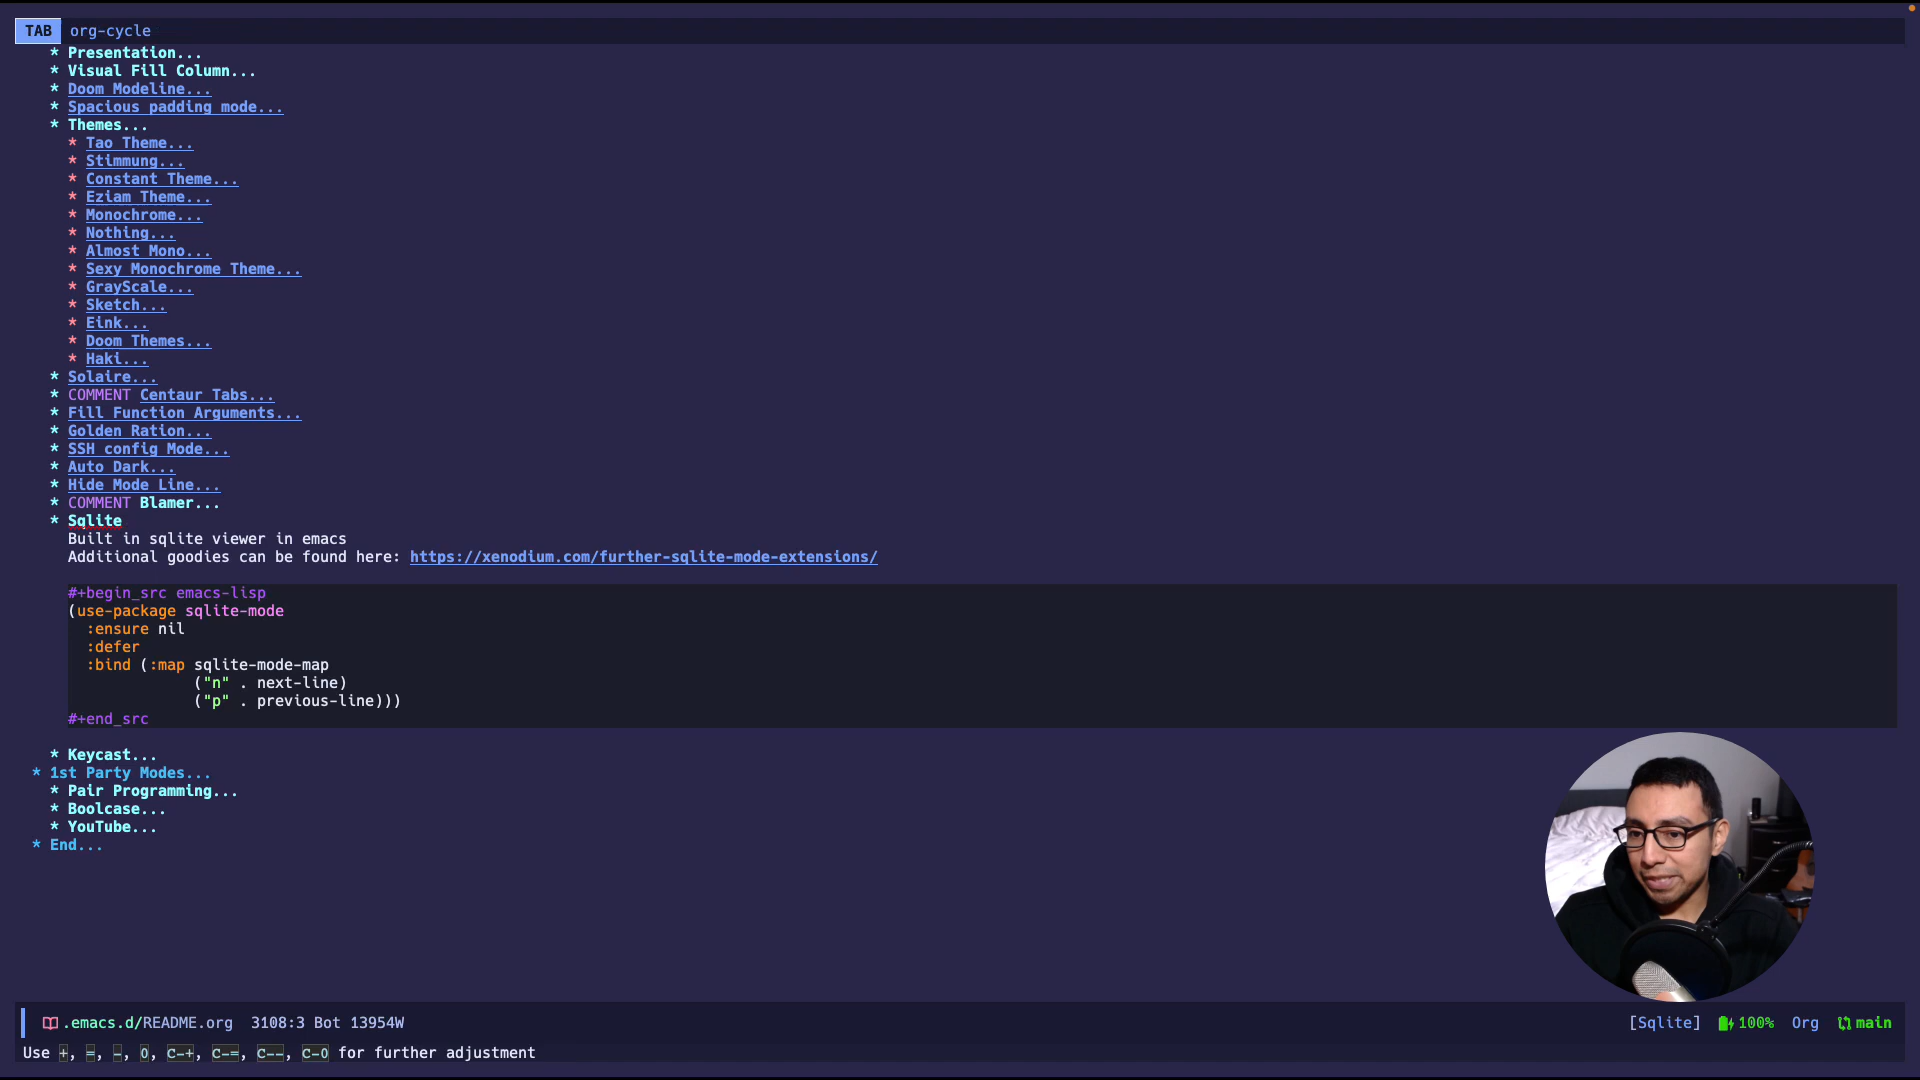 TAB org-cycle
* Presentation...
* Visual Fill Column...
* Doom Modeline...
* Spacious padding mode...
* Themes...
* Tao Theme...
* Stimmung...
* Constant Theme...
* Eziam Theme...
* Monochrome...
* Nothing...
* Almost Mono...
* Sexy Monochrome Theme...
* GrayScale...
* Sketch...
* Eink...
* Doom Themes...
* Haki...
* Solaire...
* COMMENT Centaur Tabs...
* Fill Function Arguments...
* Golden Ration...
* SSH config Mode...
* Auto Dark...
* Hide Mode Line...
* COMMENT Blamer...
* Sqlite
Built in sqlite viewer in emacs
Additional goodies can be found here: https://xenodium.com/further-sqlite-mode-extensions/
#+begin_src emacs-lisp
(use-package sqlite-mode
:ensure nil
:defer
:bind (:map sqlite-mode-map
("n" . next-line)
("p" . previous-line)))
#+end_src
* Keycast...
* 1st Party Modes...
* Pair Programming...
* Boolcase...
* YouTube...
* End...
.emacs.d/README.org 3108:3 Bot 13954W [Sqlite] 100% Org main
Use +, =, -, 0, C-+, C-=, C--, C-0 for further adjustment